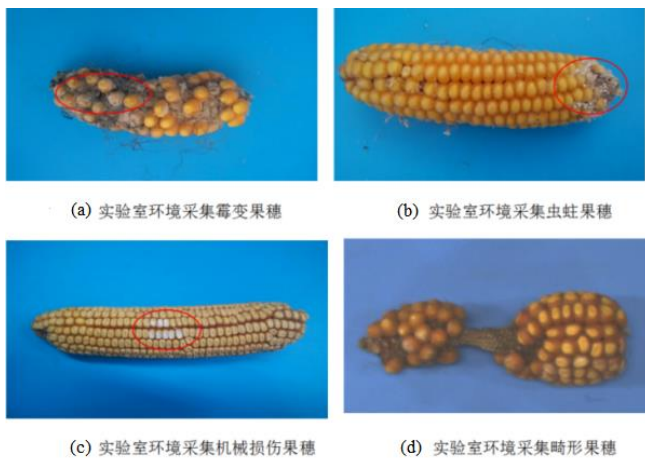 (a) 实验室环境采集霉变果穗
(b) 实验室环境采集虫蛀果穗
(c) 实验室环境采集机械损伤果穗
(d) 实验室环境采集畸形果穗